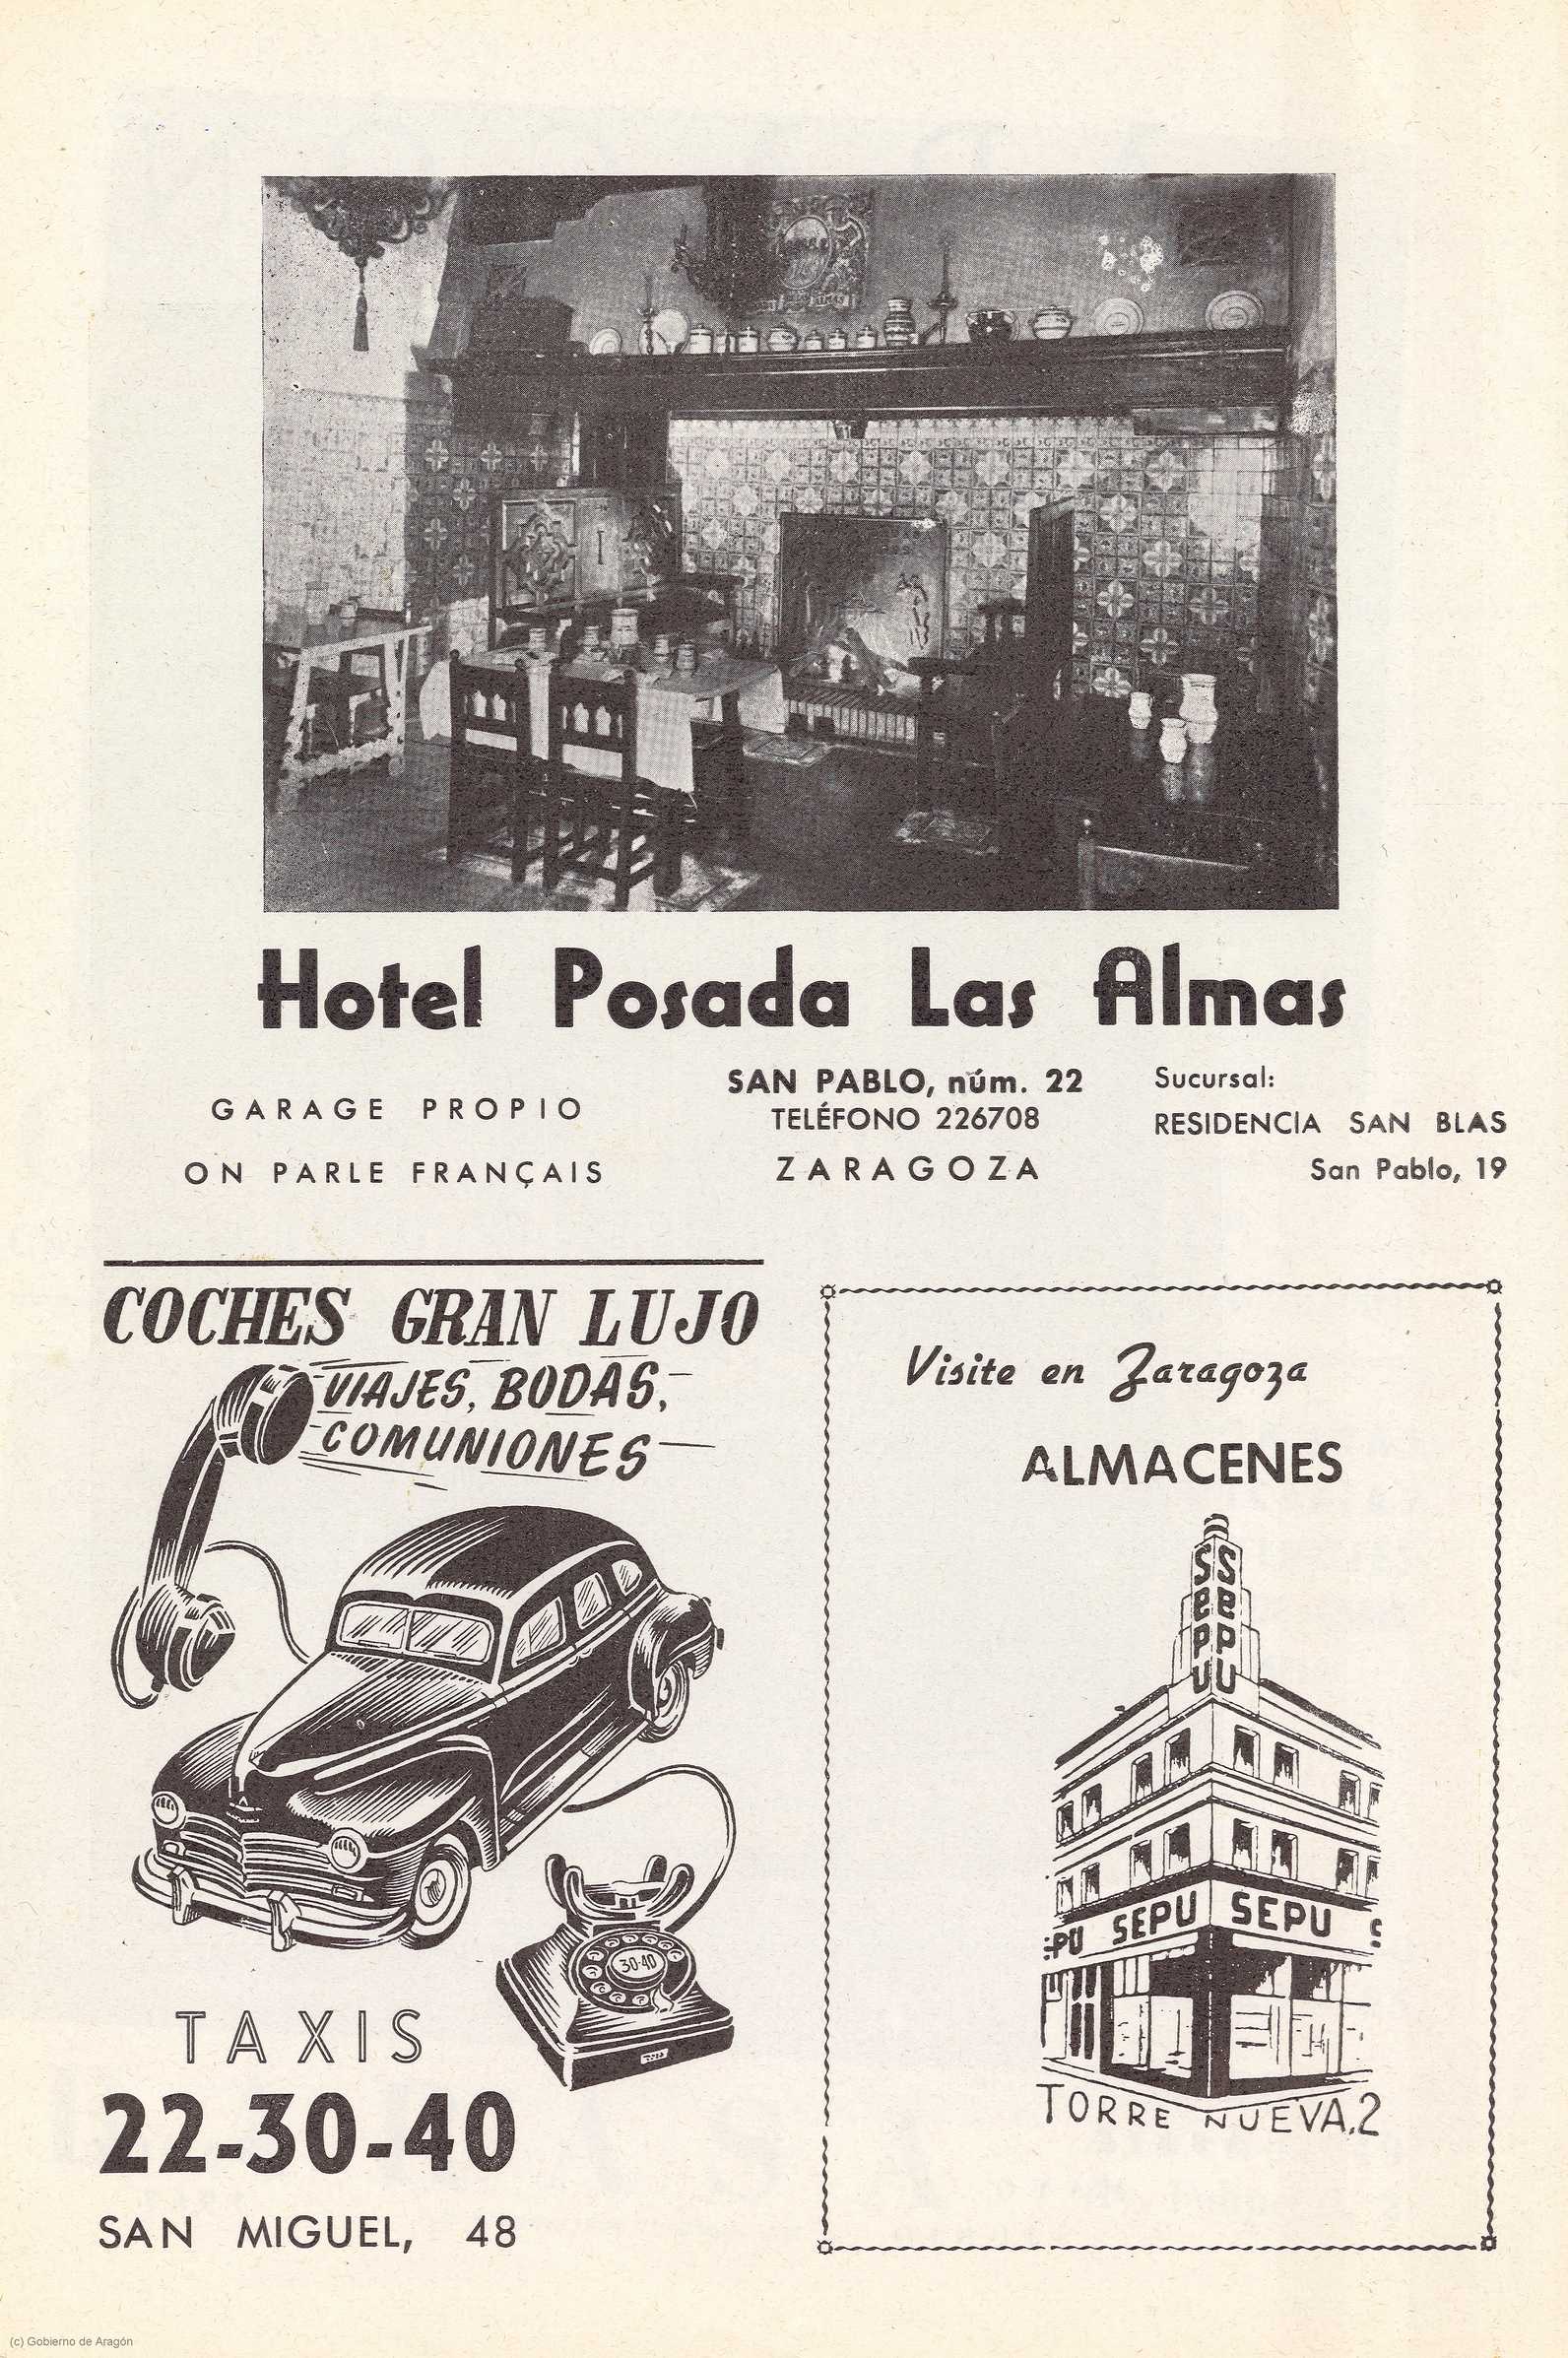 Hotel Posada Las Almas
GARAGE PROPIO
ON PARLE FRANÇAIS
SAN PABLO, núm. 22
TELÉFONO 226708
ZARAGOZA
Sucursal:
RESIDENCIA SAN BLAS
San Pablo, 19
COCHES GRAN LUJO
VIAJES, BODAS,
COMUNIONES
30-40
TAXIS
22-30-40
SAN MIGUEL, 48
Visite en Zaragoza
ALMACENES
SEPU
SEPU
PU SEPU SEPU S
TORRE NUEVA, 2
(c) Gobierno de Aragón